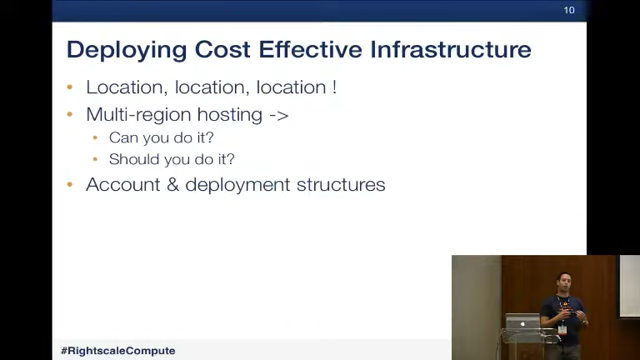 10
Deploying Cost Effective Infrastructure
• Location, location, location !
• Multi-region hosting ->
• Can you do it?
• Should you do it?
• Account & deployment structures
#RightscaleCompute